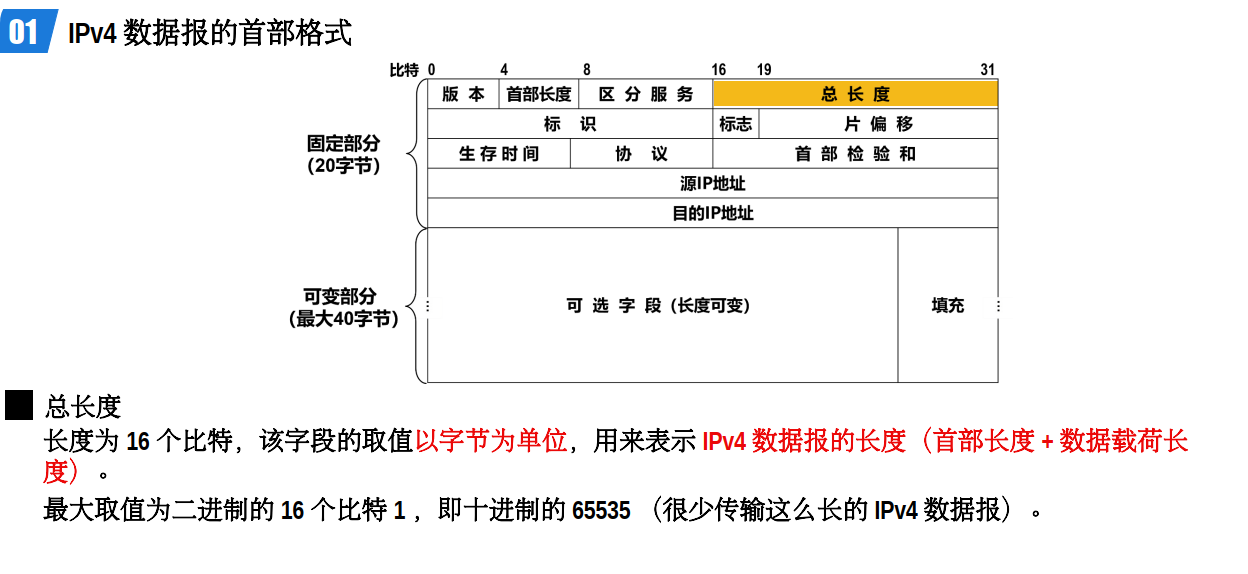 01 IPv4 数据报的首部格式
比特 0 4 8 16 19 31
版 本 首部长度 区 分 服 务 总 长 度
标 识 标志 片 偏 移
固定部分
(20字节)
生 存 时 间 协 议 首 部 检 验 和
源IP地址
目的IP地址
可变部分
(最大40字节)
可 选 字 段 (长度可变) 填充
总长度
长度为 16 个比特，该字段的取值以字节为单位，用来表示 IPv4 数据报的长度（首部长度 + 数据载荷长
度）。
最大取值为二进制的 16 个比特 1 ，即十进制的 65535 （很少传输这么长的 IPv4 数据报）。